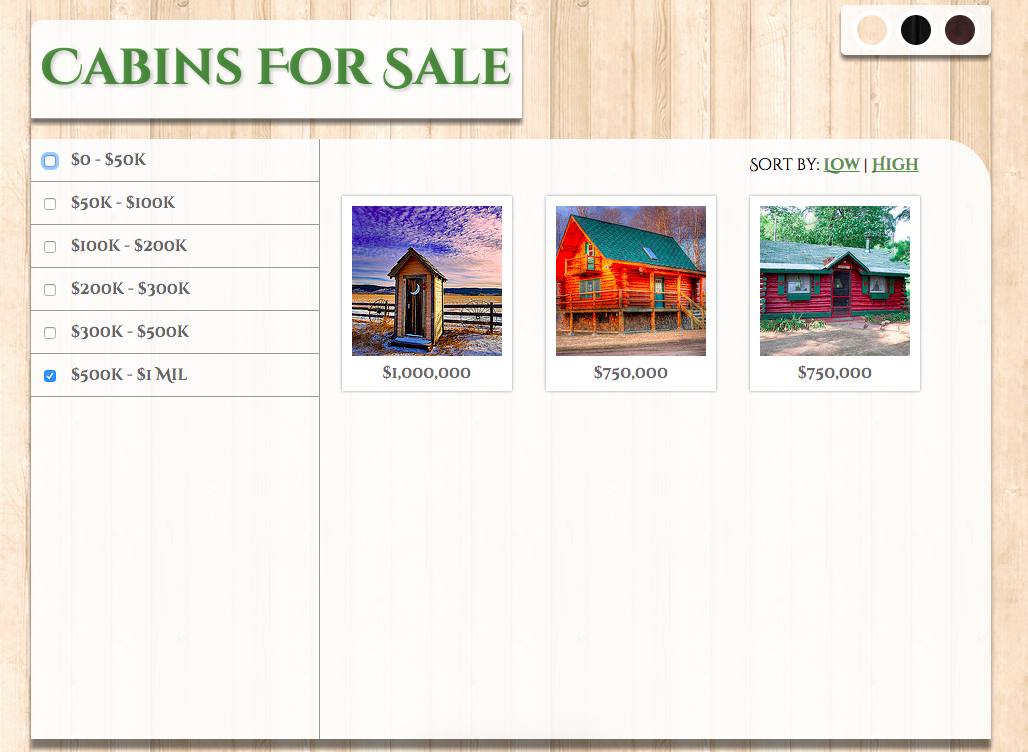 Cabins For Sale
$0 - $50K
$50K - $100K
$100K - $200K
$200K - $300K
$300K - $500K
$500K - $1 Mil
Sort by: Low | High
$1,000,000
$750,000
$750,000